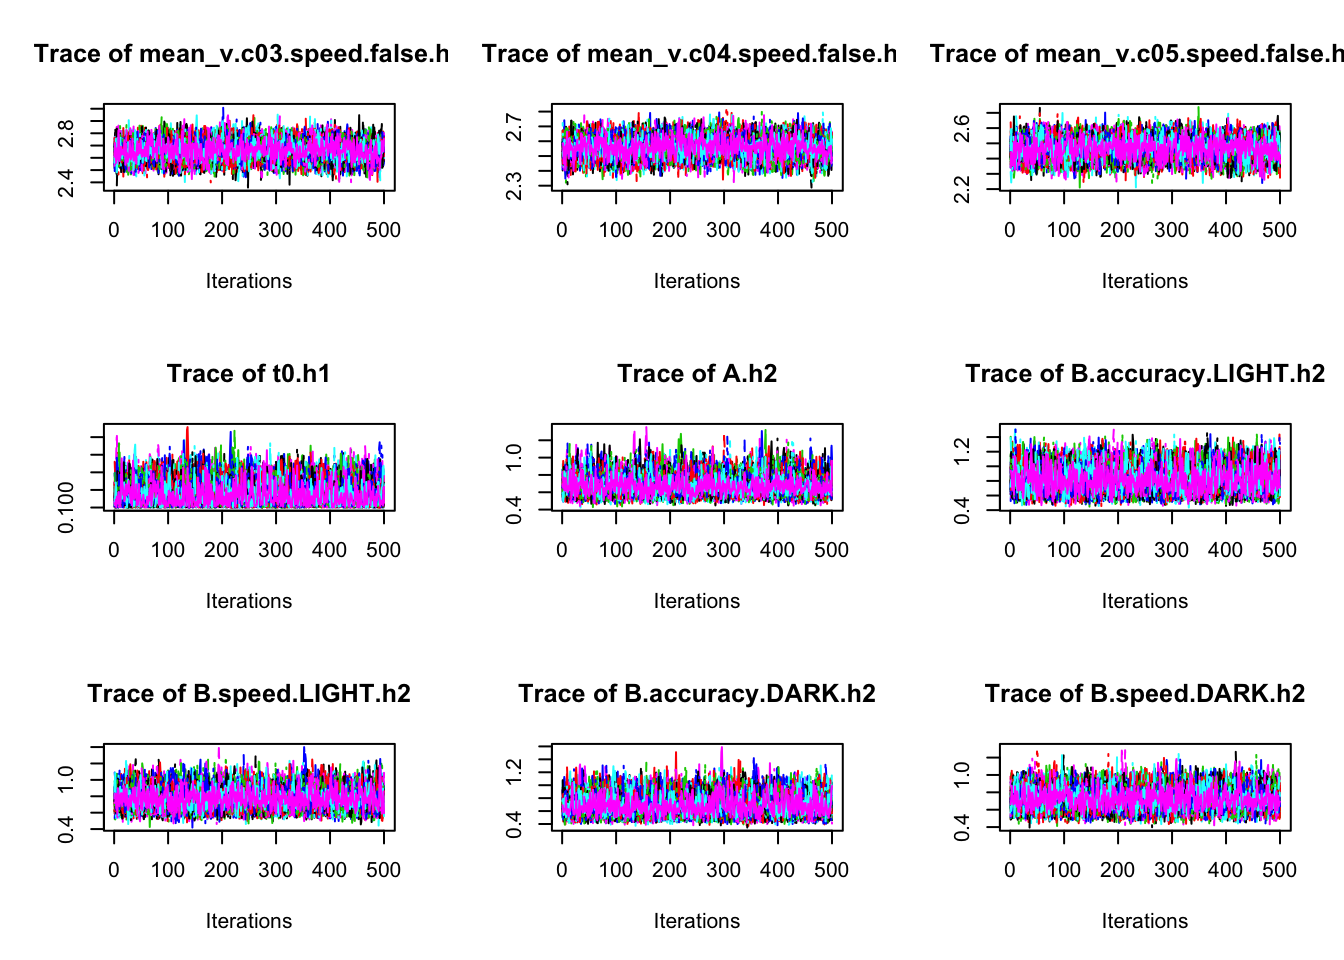 Trace of mean_v.c03.speed.false.h
2.4 2.8
0 100 200 300 400 500
Iterations
Trace of mean_v.c04.speed.false.h
2.3 2.7
0 100 200 300 400 500
Iterations
Trace of mean_v.c05.speed.false.h
2.2 2.6
0 100 200 300 400 500
Iterations
Trace of t0.h1
0.100
0 100 200 300 400 500
Iterations
Trace of A.h2
0.4 1.0
0 100 200 300 400 500
Iterations
Trace of B.accuracy.LIGHT.h2
0.4 1.2
0 100 200 300 400 500
Iterations
Trace of B.speed.LIGHT.h2
0.4 1.0
0 100 200 300 400 500
Iterations
Trace of B.accuracy.DARK.h2
0.4 1.2
0 100 200 300 400 500
Iterations
Trace of B.speed.DARK.h2
0.4 1.0
0 100 200 300 400 500
Iterations